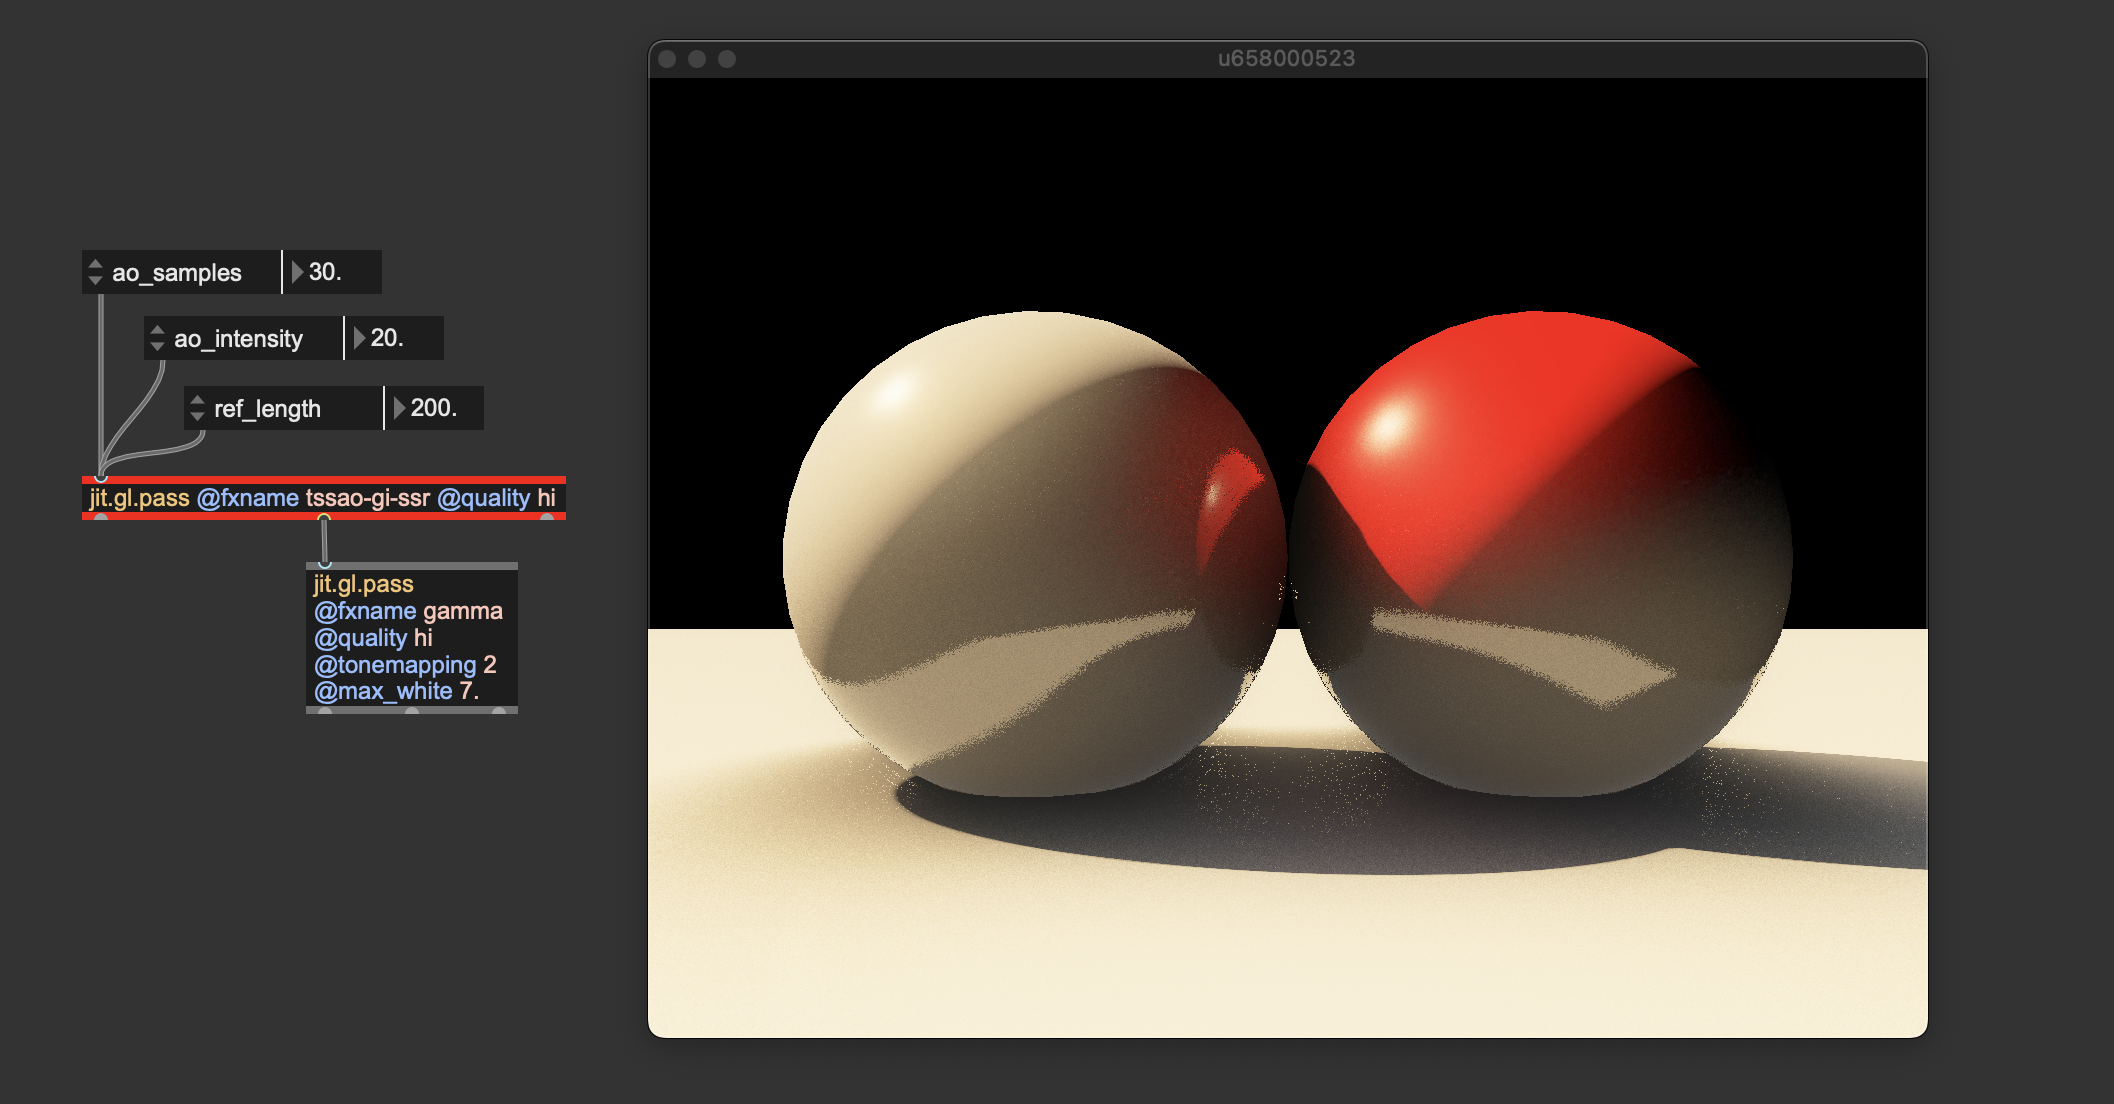 u658000523
ao_samples 30.
ao_intensity 20.
ref_length 200.
jit.gl.pass @fxname tssao-gi-ssr @quality hi
jit.gl.pass
@fxname gamma
@quality hi
@tonemapping 2
@max_white 7.